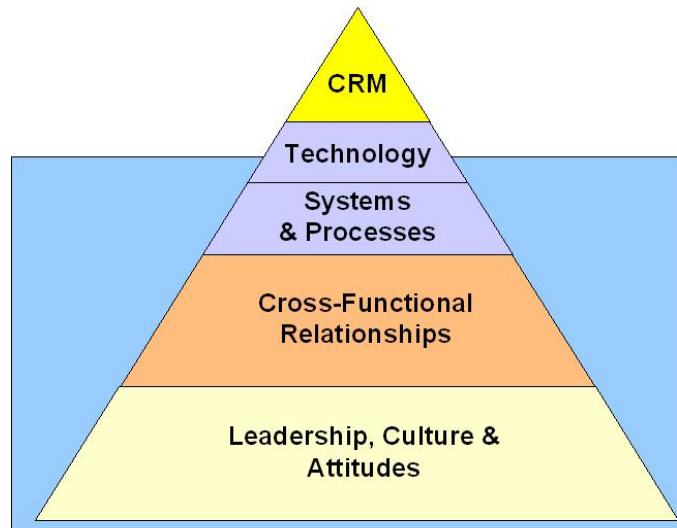 CRM
Technology
Systems
& Processes
Cross-Functional
Relationships
Leadership, Culture &
Attitudes